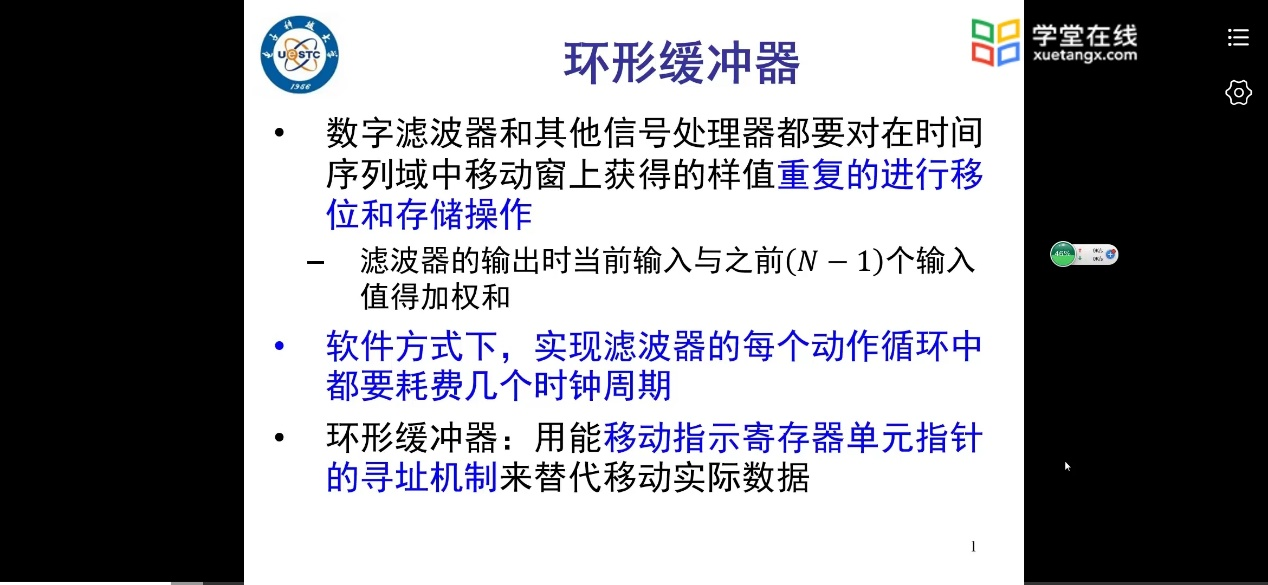 环形缓冲器
学堂在线
xuetangx.com
UESTC
1956
• 数字滤波器和其他信号处理器都要对在时间
序列域中移动窗上获得的样值重复的进行移
位和存储操作
– 滤波器的输出时当前输入与之前(N − 1)个输入
值得加权和
• 软件方式下，实现滤波器的每个动作循环中
都要耗费几个时钟周期
• 环形缓冲器：用能移动指示寄存器单元指针
的寻址机制来替代移动实际数据
1